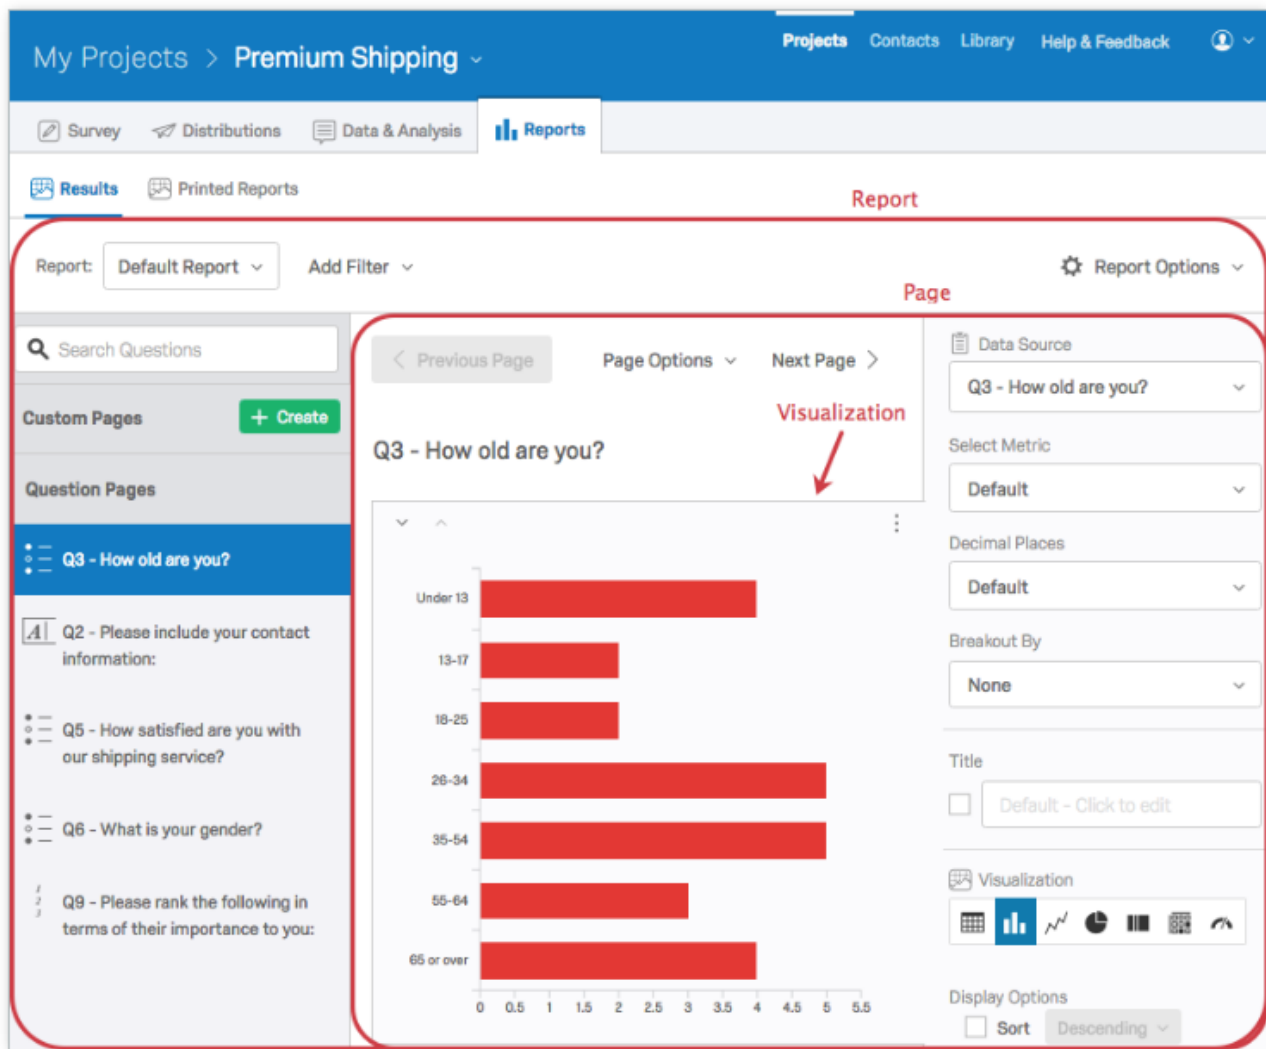 My Projects > Premium Shipping
Projects Contacts Library Help & Feedback
Survey Distributions Data & Analysis Reports
Results Printed Reports
Report
Report: Default Report Add Filter Report Options
Page
Search Questions
Custom Pages + Create
Question Pages
Q3 - How old are you?
Q2 - Please include your contact
information:
Q5 - How satisfied are you with
our shipping service?
Q6 - What is your gender?
Q9 - Please rank the following in
terms of their importance to you:
< Previous Page Page Options Next Page >
Visualization
Q3 - How old are you?
Under 13
13-17
18-25
26-34
35-54
55-64
65 or over
0 0.5 1 1.5 2 2.5 3 3.5 4 4.5 5 5.5
Data Source
Q3 - How old are you?
Select Metric
Default
Decimal Places
Default
Breakout By
None
Title
Default - Click to edit
Visualization
Display Options
Sort Descending